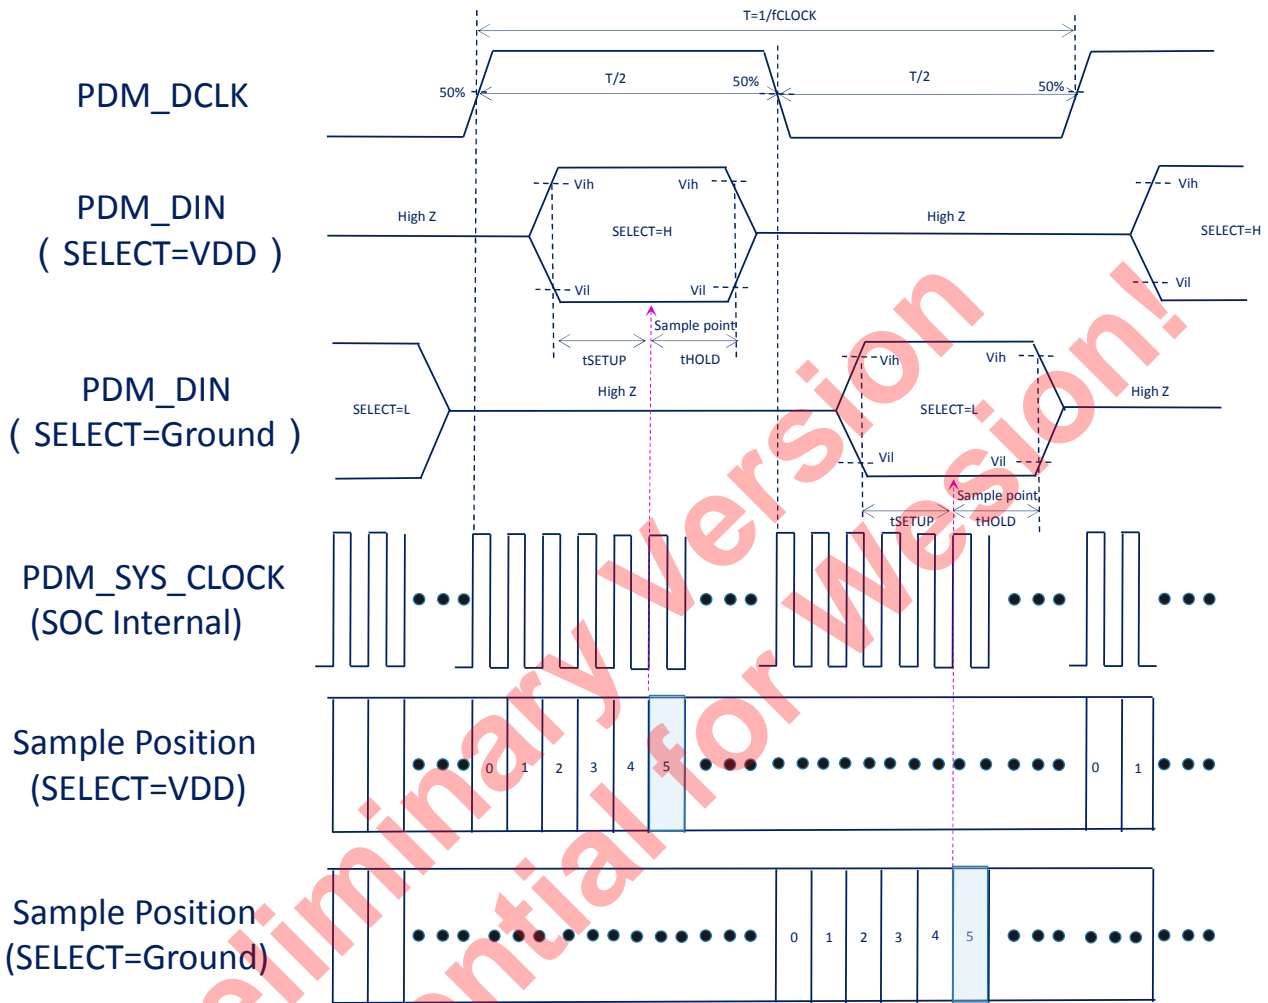 T=1/fCLOCK
PDM_DCLK
50%
T/2
50%
T/2
50%
PDM_DIN
( SELECT=VDD )
High Z
Vih
Vih
SELECT=H
Vil
Vil
High Z
Vih
SELECT=H
Vil
Sample point
tSETUP
tHOLD
PDM_DIN
( SELECT=Ground )
SELECT=L
High Z
Vih
Vih
SELECT=L
Vil
Vil
High Z
Sample point
tSETUP
tHOLD
PDM_SYS_CLOCK
(SOC Internal)
Sample Position
(SELECT=VDD)
0 1 2 3 4 5 0 1
Sample Position
(SELECT=Ground)
0 1 2 3 4 5
eliminary Version
ential for Wesion!